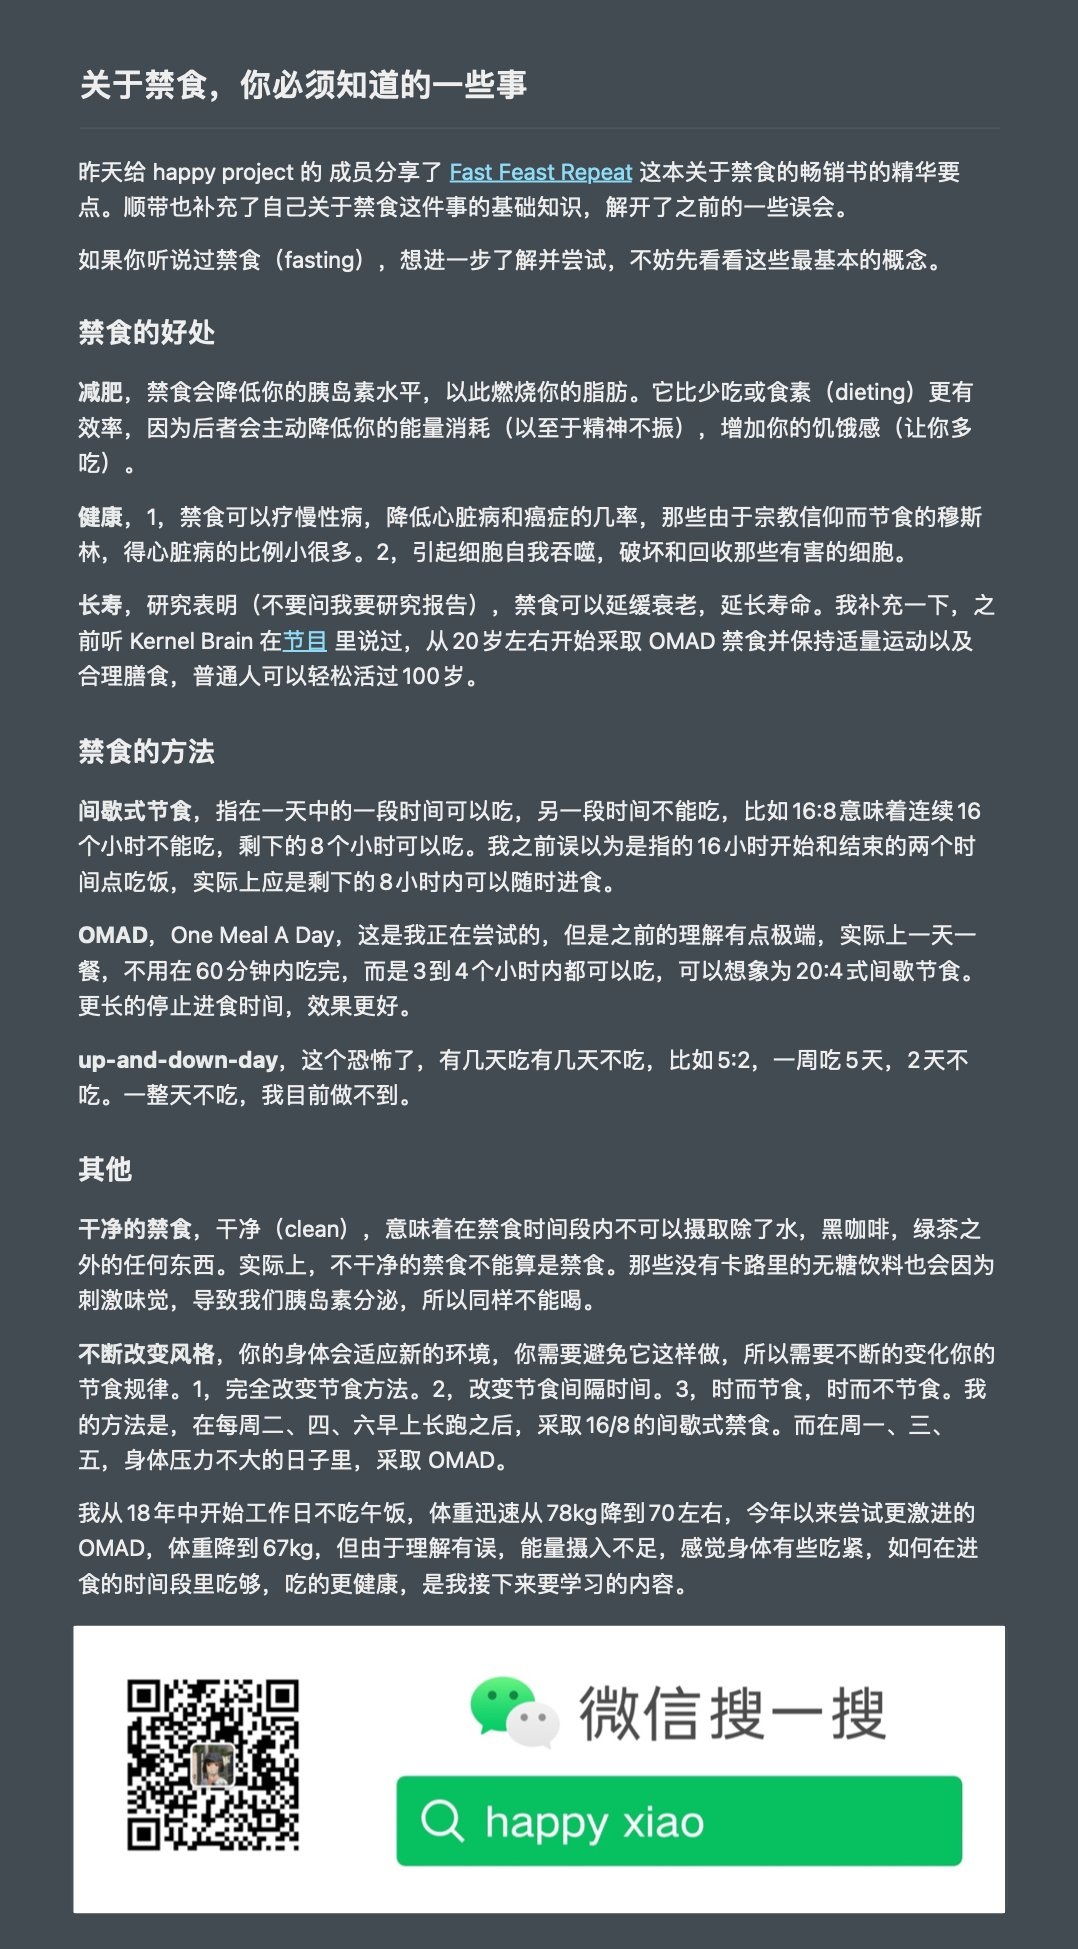 关于禁食，你必须知道的一些事
昨天给 happy project 的 成员分享了 Fast Feast Repeat 这本关于禁食的畅销书的精华要
点。顺带也补充了自己关于禁食这件事的基础知识，解开了之前的一些误会。
如果你听说过禁食（fasting），想进一步了解并尝试，不妨先看看这些最基本的概念。
禁食的好处
减肥，禁食会降低你的胰岛素水平，以此燃烧你的脂肪。它比少吃或食素（dieting）更有
效率，因为后者会主动降低你的能量消耗（以至于精神不振），增加你的饥饿感（让你多
吃）。
健康，1，禁食可以疗慢性病，降低心脏病和癌症的几率，那些由于宗教信仰而节食的穆斯
林，得心脏病的比例小很多。2，引起细胞自我吞噬，破坏和回收那些有害的细胞。
长寿，研究表明（不要问我要研究报告），禁食可以延缓衰老，延长寿命。我补充一下，之
前听 Kernel Brain 在节目 里说过，从20岁左右开始采取 OMAD 禁食并保持适量运动以及
合理膳食，普通人可以轻松活过100岁。
禁食的方法
间歇式节食，指在一天中的一段时间可以吃，另一段时间不能吃，比如16:8意味着连续16
个小时不能吃，剩下的8个小时可以吃。我之前误以为是指的16小时开始和结束的两个时
间点吃饭，实际上应是剩下的8小时内可以随时进食。
OMAD，One Meal A Day，这是我正在尝试的，但是之前的理解有点极端，实际上一天一
餐，不用在60分钟内吃完，而是3到4个小时内都可以吃，可以想象为20:4式间歇节食。
更长的停止进食时间，效果更好。
up-and-down-day，这个恐怖了，有几天吃有几天不吃，比如5:2，一周吃5天，2天不
吃。一整天不吃，我目前做不到。
其他
干净的禁食，干净（clean），意味着在禁食时间段内不可以摄取除了水，黑咖啡，绿茶之
外的任何东西。实际上，不干净的禁食不能算是禁食。那些没有卡路里的无糖饮料也会因为
刺激味觉，导致我们胰岛素分泌，所以同样不能喝。
不断改变风格，你的身体会适应新的环境，你需要避免它这样做，所以需要不断的变化你的
节食规律。1，完全改变节食方法。2，改变节食间隔时间。3，时而节食，时而不节食。我
的方法是，在每周二、四、六早上长跑之后，采取16/8的间歇式禁食。而在周一、三、
五，身体压力不大的日子里，采取 OMAD。
我从18年中开始工作日不吃午饭，体重迅速从78kg降到70左右，今年以来尝试更激进的
OMAD，体重降到67kg，但由于理解有误，能量摄入不足，感觉身体有些吃紧，如何在进
食的时间段里吃够，吃的更健康，是我接下来要学习的内容。
微信搜一搜
happy xiao